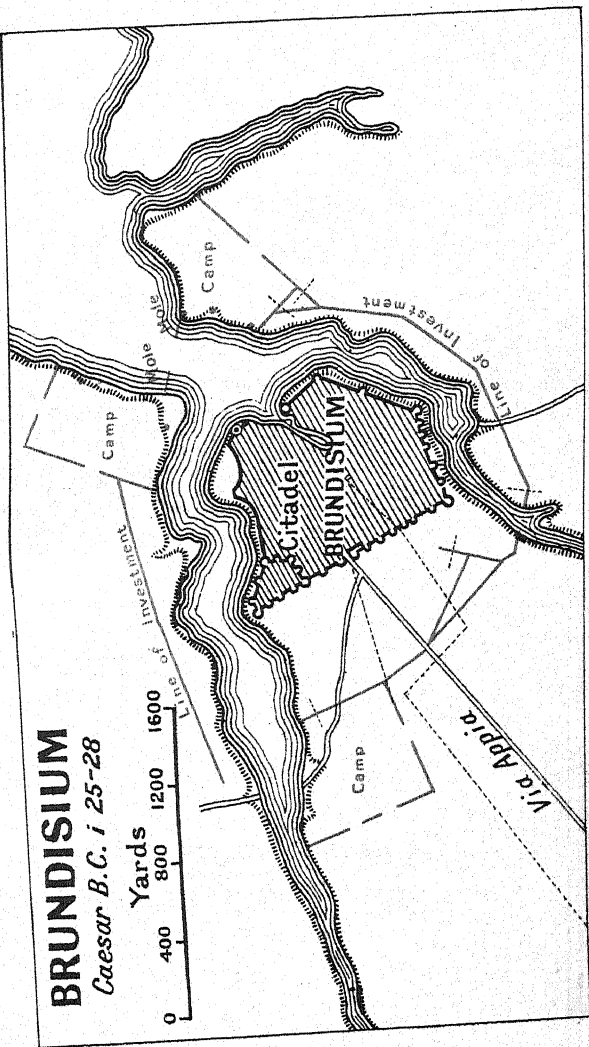 BRUNDISIUM
Caesar B.C. i 25-28
Yards
0 400 800 1200 1600
Line of Investment
Camp
Mole
Mole
Camp
Line of Investment
Citadel
BRUNDISIUM
Camp
Via Appia